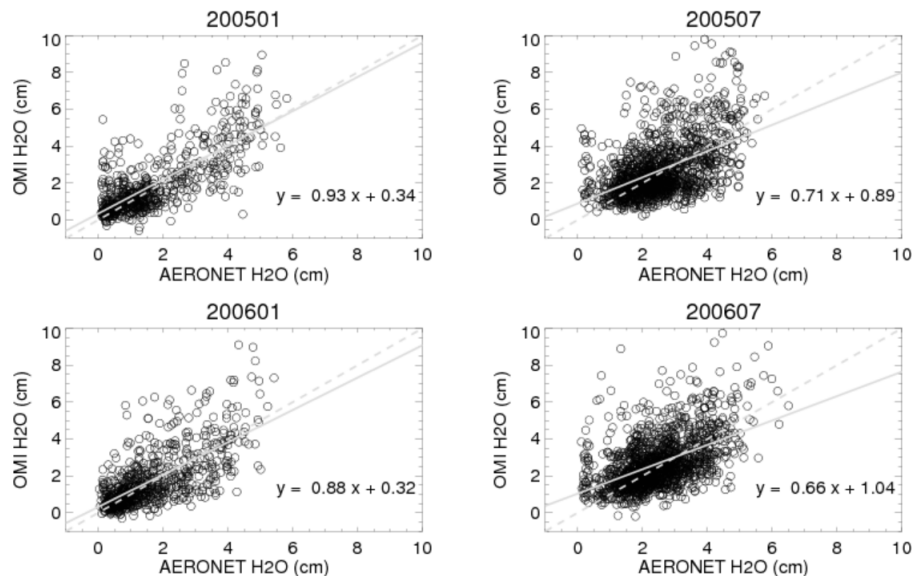 200501
10
8
6
4
2
0
OMI H2O (cm)
y = 0.93 x + 0.34
0 2 4 6 8 10
AERONET H2O (cm)
200507
10
8
6
4
2
0
OMI H2O (cm)
y = 0.71 x + 0.89
0 2 4 6 8 10
AERONET H2O (cm)
200601
10
8
6
4
2
0
OMI H2O (cm)
y = 0.88 x + 0.32
0 2 4 6 8 10
AERONET H2O (cm)
200607
10
8
6
4
2
0
OMI H2O (cm)
y = 0.66 x + 1.04
0 2 4 6 8 10
AERONET H2O (cm)